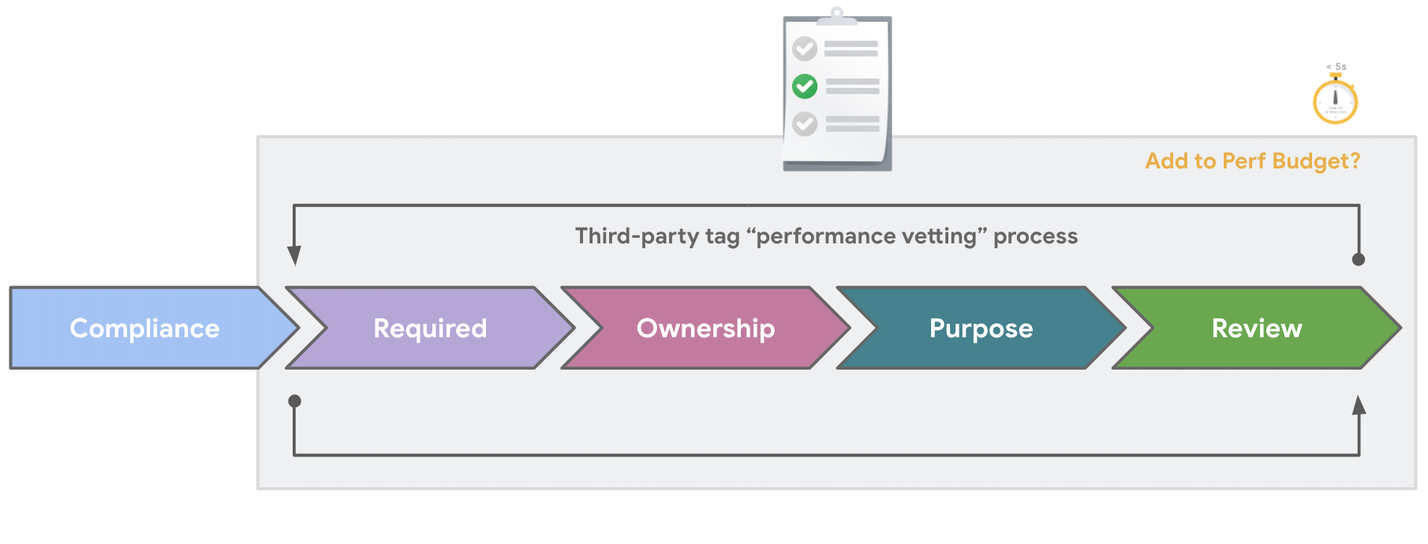 < 5s
Add to Perf Budget?
Third-party tag “performance vetting” process
Compliance
Required
Ownership
Purpose
Review